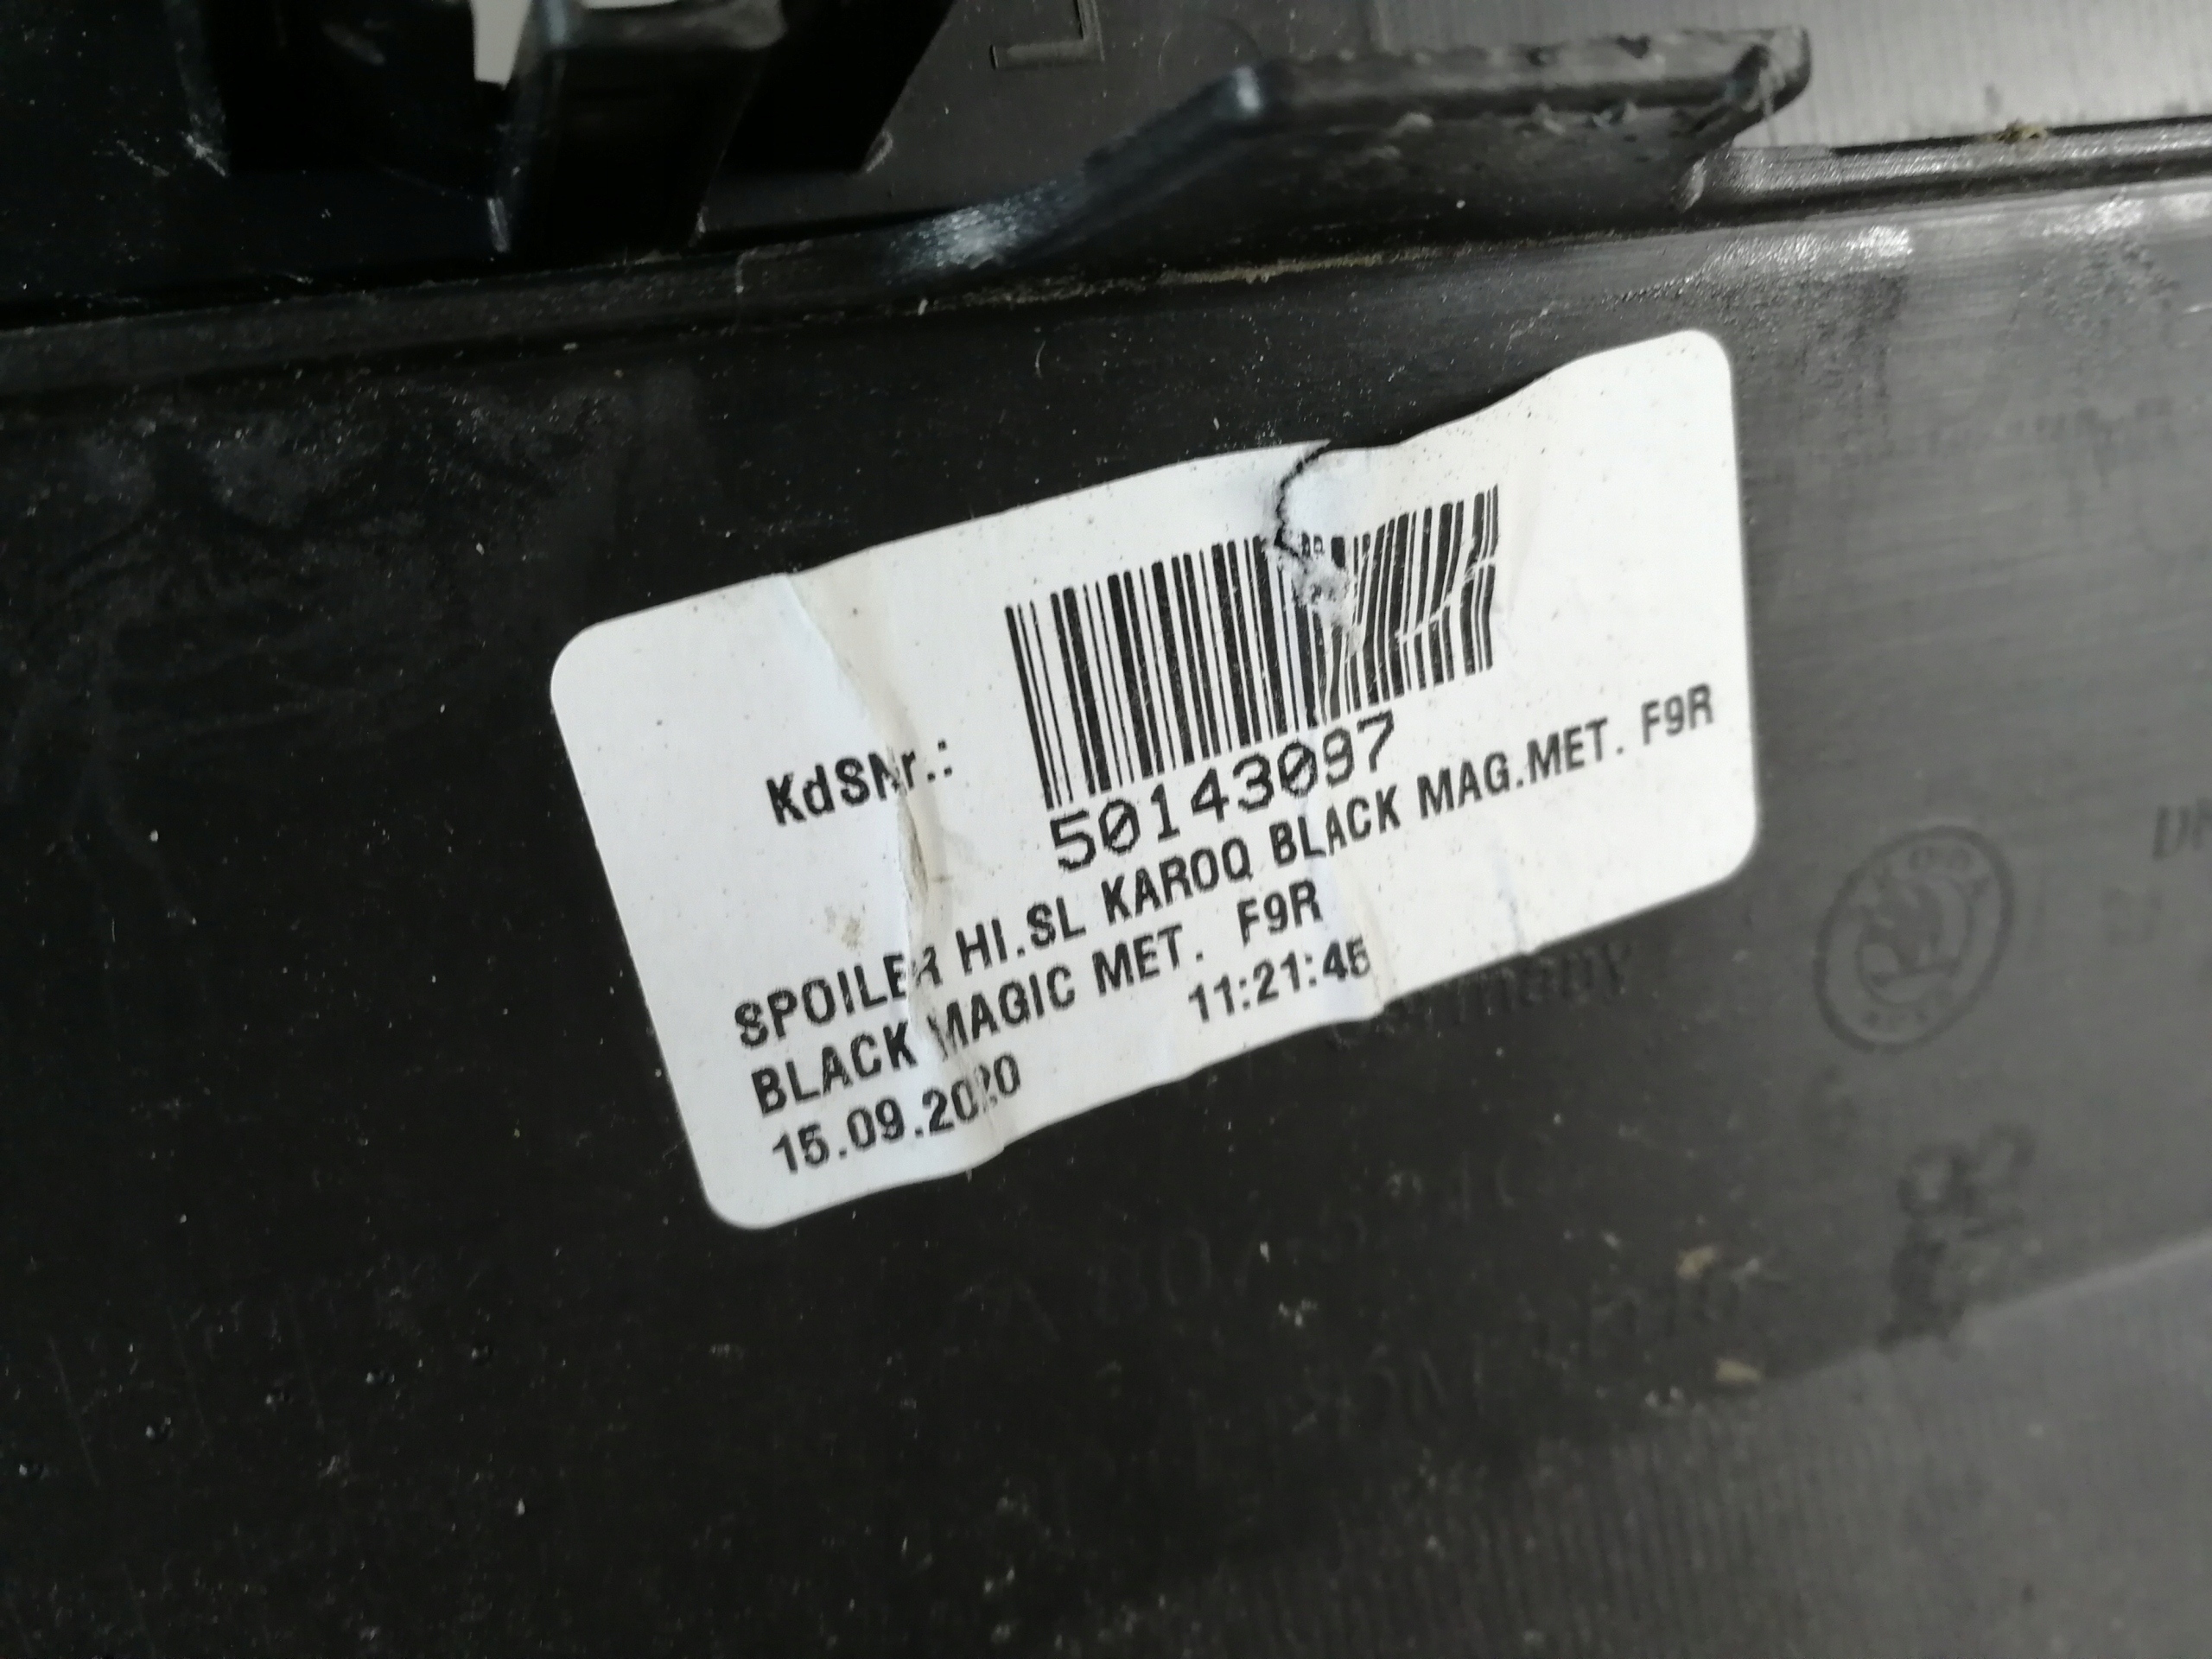 KdSNr.:
50143097
SPOILER HI.SL KAROQ BLACK MAG.MET. F9R
BLACK MAGIC MET. F9R
15.09.2020 11:21:45